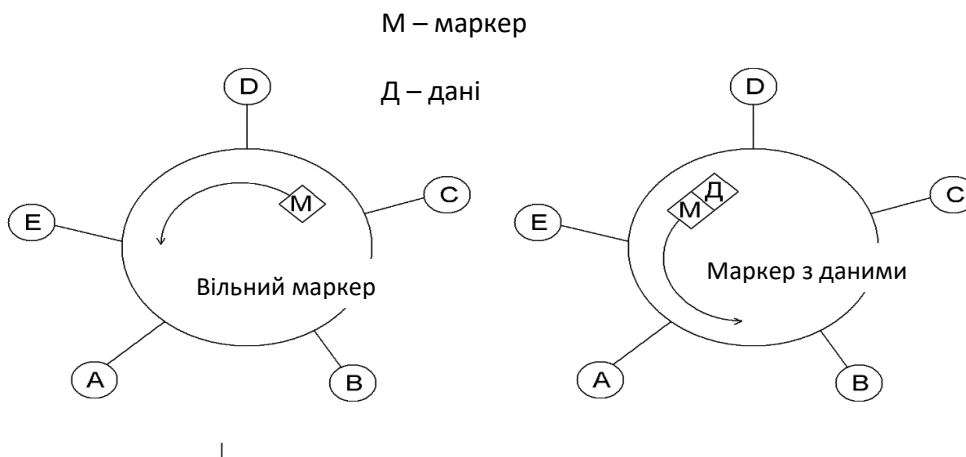 М – маркер
Д – дані
D
C
E
М
Вільний маркер
A
B
D
C
E
Д
М
Маркер з даними
A
B